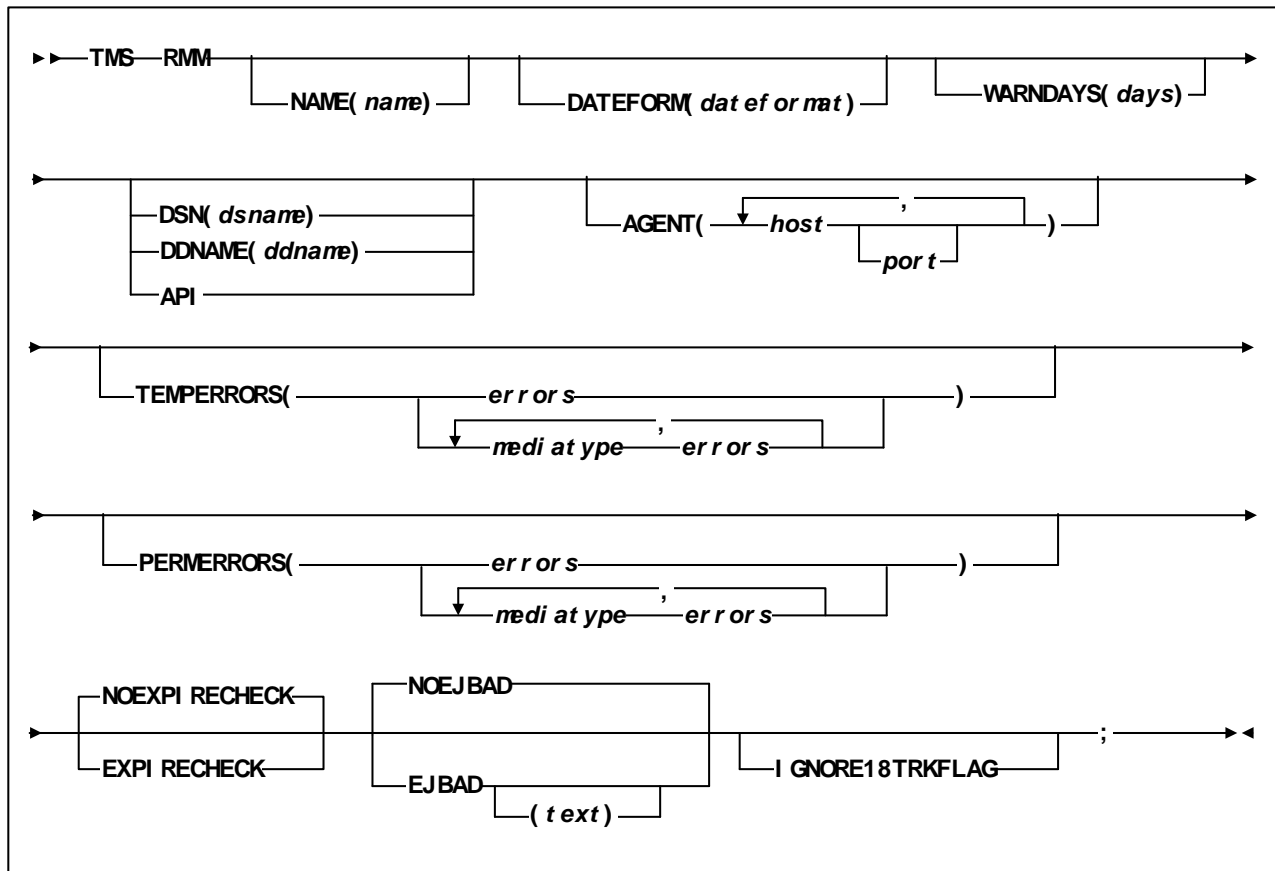 TMS RMM
NAME( name)
DATEFORM( dateformat)
WARNDAYS( days)
DSN( dsname)
DDNAME( ddname)
API
AGENT( host , )
port
TEMPERRORS( errors )
mediatype errors ,
PERMERRORS( errors )
mediatype errors ,
NOEXPIRECHECK
EXPIRECHECK
NOEJBAD
EJBAD
( text)
IGNORE18TRKFLAG
;